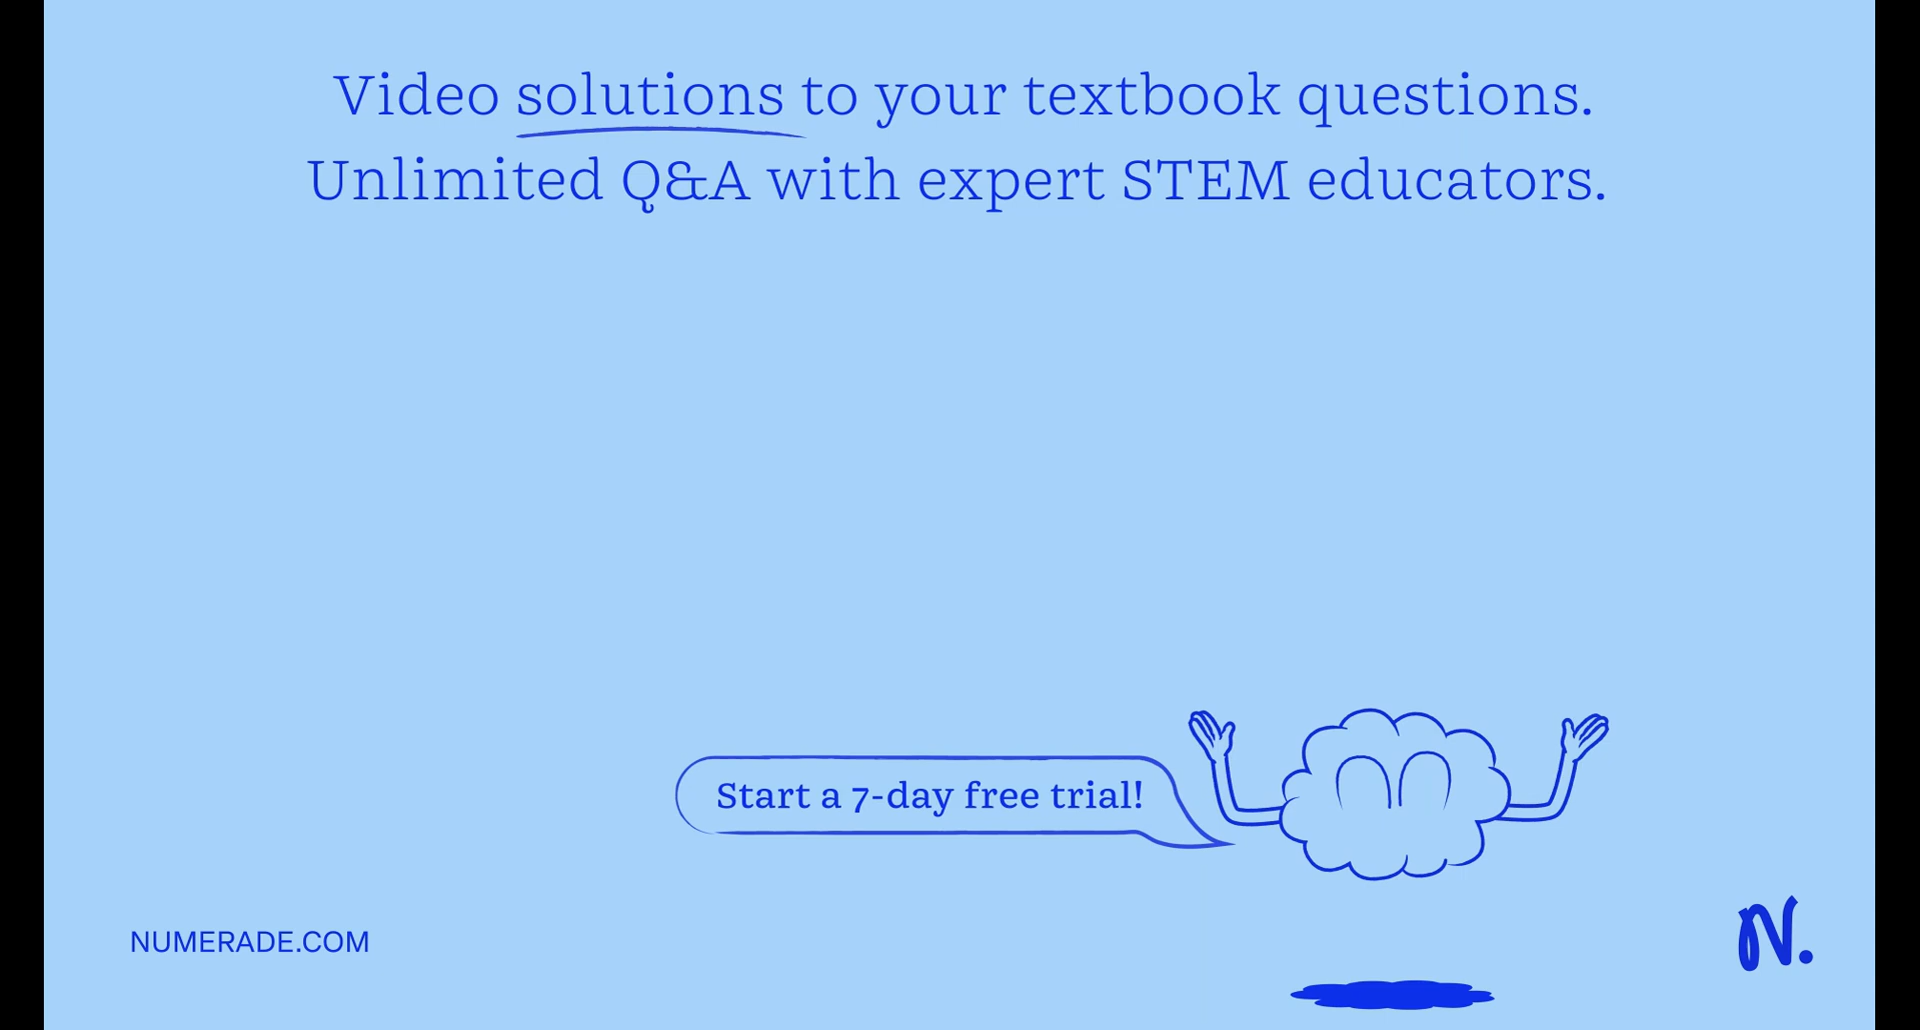 Video solutions to your textbook questions.
Unlimited Q&A with expert STEM educators.
Start a 7-day free trial!
NUMERADE.COM
N.